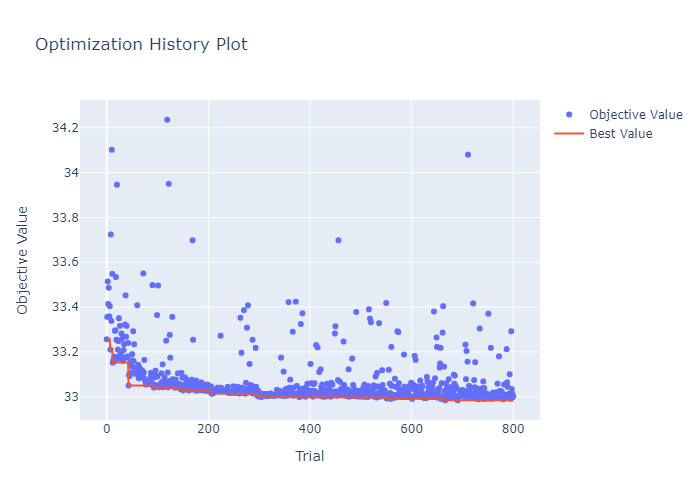 Optimization History Plot
Objective Value
Best Value
34.2
34
33.8
33.6
33.4
33.2
33
Objective Value
0
200
400
600
800
Trial